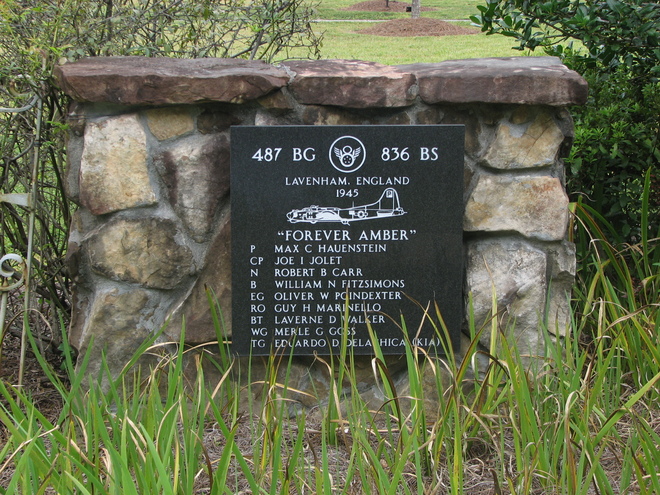 487 BG 836 BS
LAVENHAM, ENGLAND
1945
"FOREVER AMBER"
P MAX C HAUENSTEIN
CP JOE I JOLET
N ROBERT B CARR
B WILLIAM N FITZSIMONS
EG OLIVER W POINDEXTER
RO GUY H MARINELLO
BT LAVERNE D WALKER
WG MERLE G GOSS
TG EDUARDO D DELACHICA (KIA)